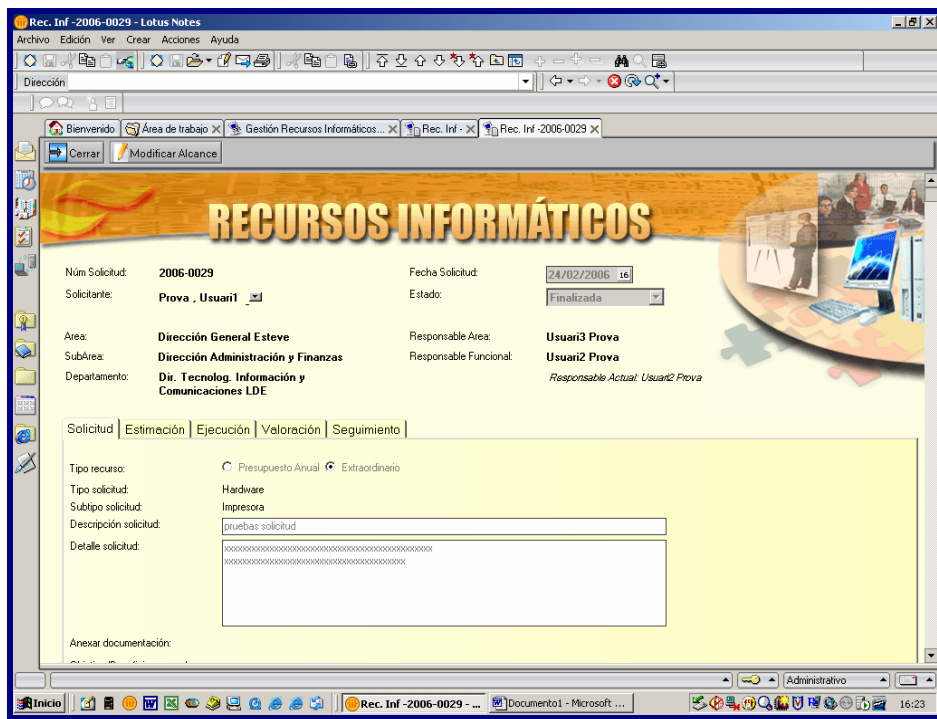 Rec. Inf -2006-0029 - Lotus Notes
Archivo Edición Ver Crear Acciones Ayuda
Dirección
Bienvenido Área de trabajo Gestión Recursos Informáticos... Rec. Inf - Rec. Inf -2006-0029
Cerrar Modificar Alcance
RECURSOS INFORMÁTICOS
Núm Solicitud: 2006-0029 Fecha Solicitud: 24/02/2006 16
Solicitante: Prova , Usuari1 Estado: Finalizada
Area: Dirección General Esteve Responsable Area: Usuari3 Prova
SubArea: Dirección Administración y Finanzas Responsable Funcional: Usuari2 Prova
Departamento: Dir. Tecnolog. Información y Responsable Actual: Usuari2 Prova
Comunicaciones LDE
Solicitud Estimación Ejecución Valoración Seguimiento
Tipo recurso: Presupuesto Anual Extraordinario
Tipo solicitud: Hardware
Subtipo solicitud: Impresora
Descripción solicitud: pruebas solicitud
Detalle solicitud:
Anexar documentación:
Administrativo
Inicio Rec. Inf -2006-0029 - ... Documento1 - Microsoft ... 16:23